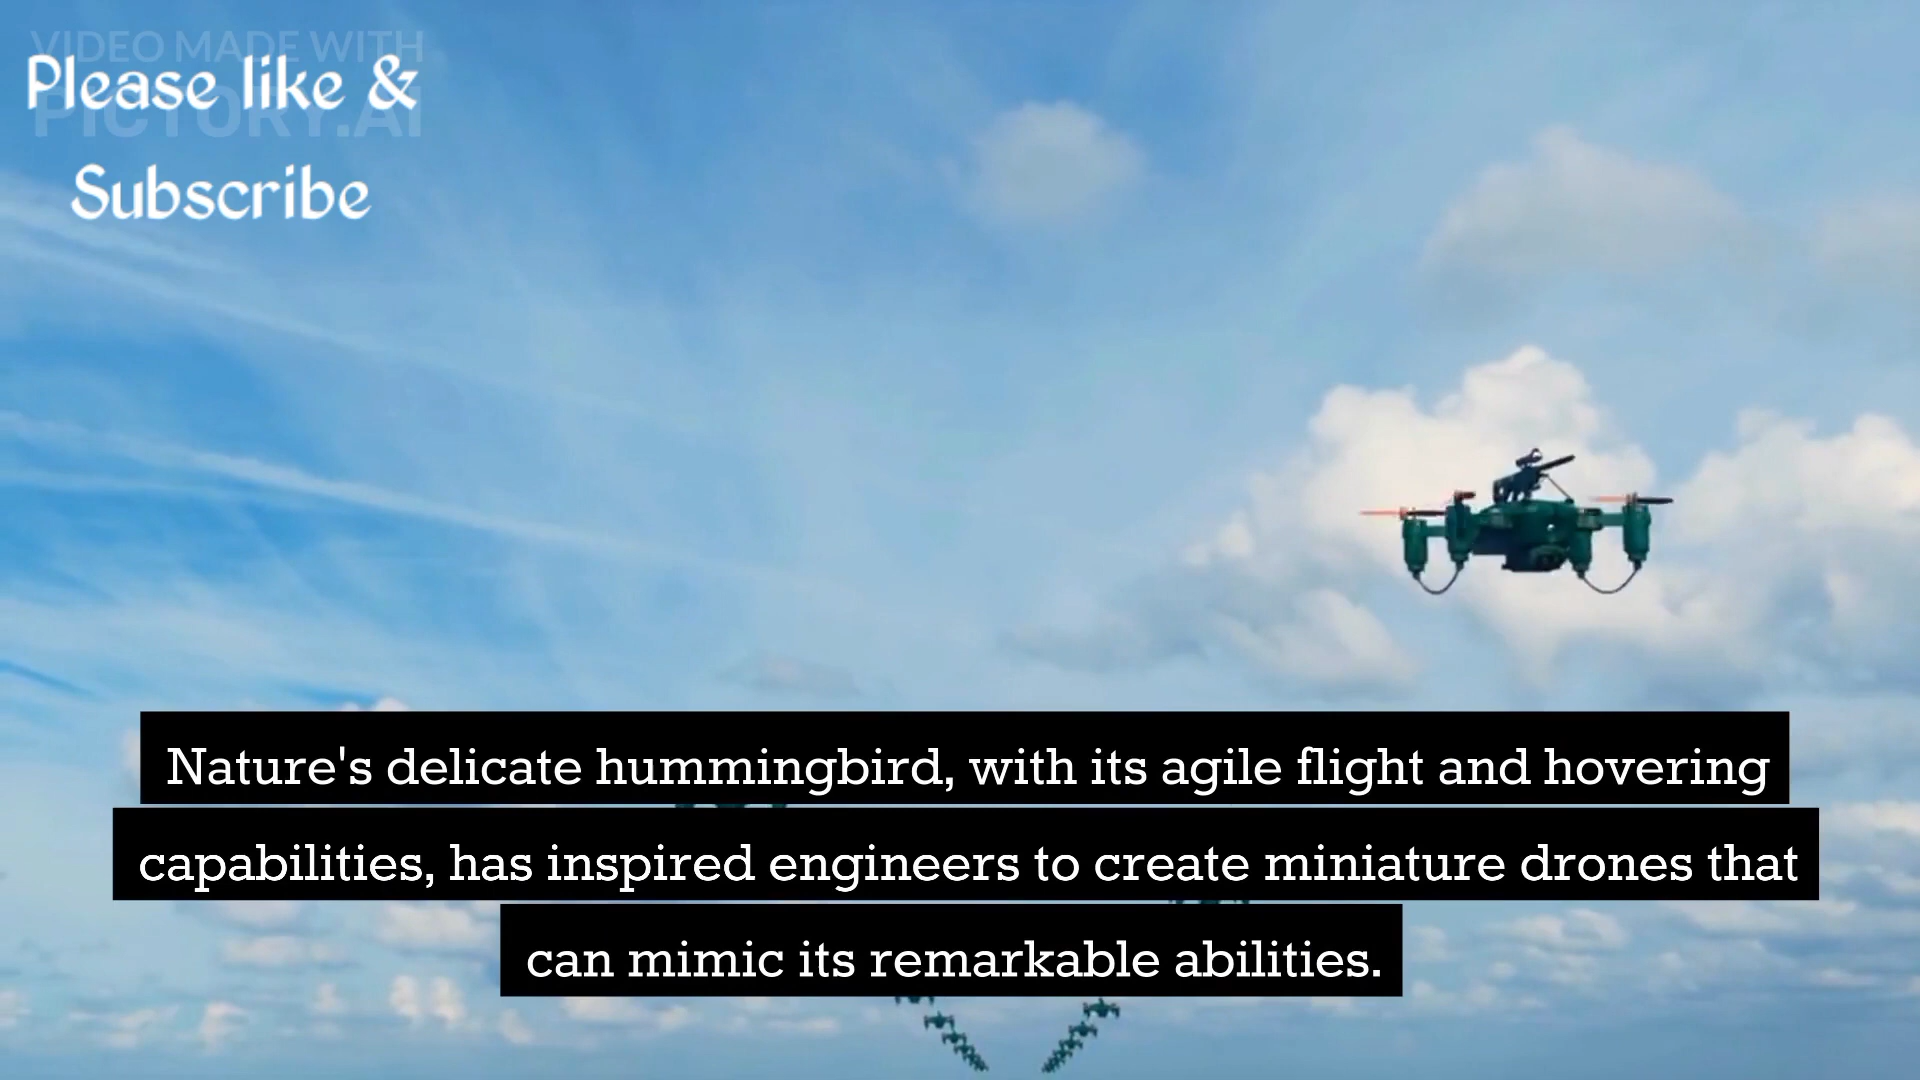 VIDEO MADE WITH
Please like &
PICTORY.AI
Subscribe
Nature's delicate hummingbird, with its agile flight and hovering
capabilities, has inspired engineers to create miniature drones that
can mimic its remarkable abilities.